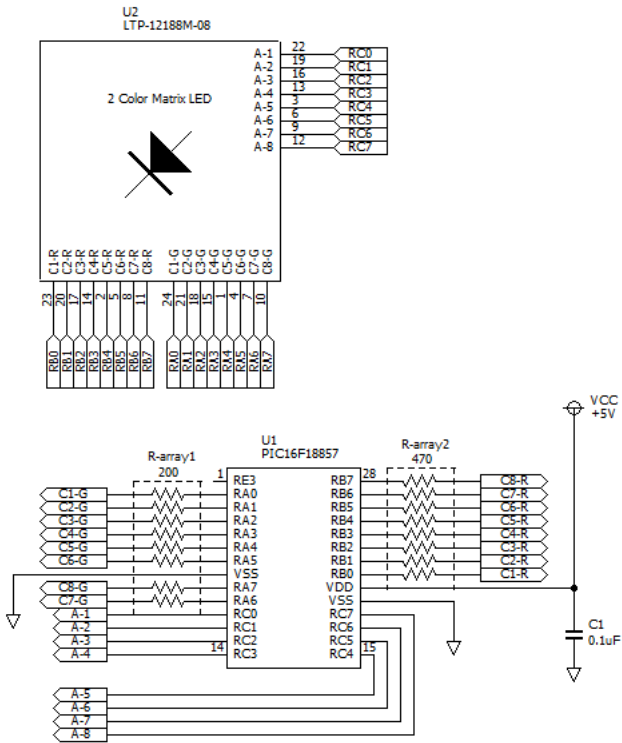 U2
LTP-12188M-08
2 Color Matrix LED
A-1 22 RC0
A-2 19 RC1
A-3 16 RC2
A-4 13 RC3
A-5 3 RC4
A-6 6 RC5
A-7 9 RC6
A-8 12 RC7
C1-R C2-R C3-R C4-R C5-R C6-R C7-R C8-R C1-G C2-G C3-G C4-G C5-G C6-G C7-G C8-G
23 20 17 14 2 5 8 11 24 21 18 15 1 4 7 10
RB0 RB1 RB2 RB3 RB4 RB5 RB6 RB7 RA0 RA1 RA2 RA3 RA4 RA5 RA6 RA7
VCC
+5V
U1
PIC16F18857
R-array1
200
R-array2
470
1 RE3 RB7 28 C8-R
C1-G RA0 RB6 C7-R
C2-G RA1 RB5 C6-R
C3-G RA2 RB4 C5-R
C4-G RA3 RB3 C4-R
C5-G RA4 RB2 C3-R
C6-G RA5 RB1 C2-R
VSS RB0 C1-R
C8-G RA7 VDD
C7-G RA6 VSS
A-1 RC0 RC7
A-2 RC1 RC6
A-3 RC2 RC5
A-4 14 RC3 RC4 15
C1
0.1uF
A-5
A-6
A-7
A-8